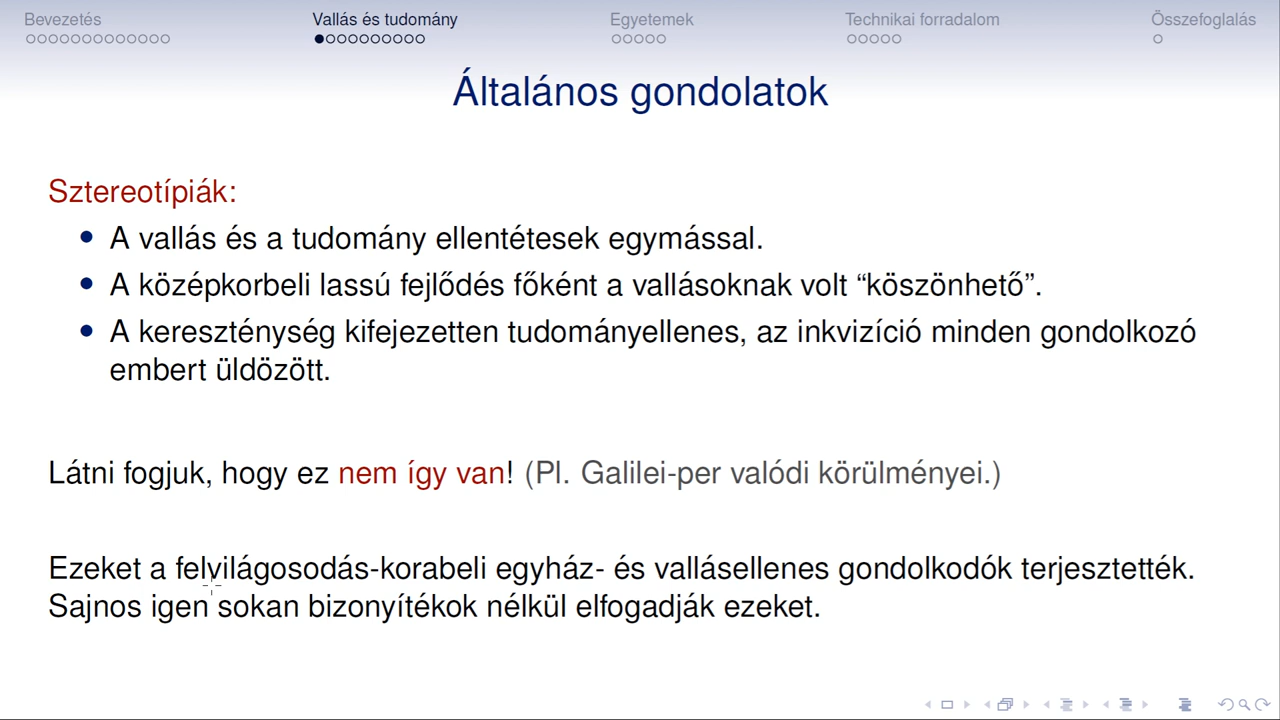 Bevezetés
Vallás és tudomány
Egyetemek
Technikai forradalom
Összefoglalás
Általános gondolatok
Sztereotípiák:
A vallás és a tudomány ellentétesek egymással.
A középkorbeli lassú fejlődés főként a vallásoknak volt “köszönhető”.
A kereszténység kifejezetten tudományellenes, az inkvizíció minden gondolkozó
embert üldözött.
Látni fogjuk, hogy ez nem így van! (Pl. Galilei-per valódi körülményei.)
Ezeket a felvilágosodás-korabeli egyház- és vallásellenes gondolkodók terjesztették.
Sajnos igen sokan bizonyítékok nélkül elfogadják ezeket.